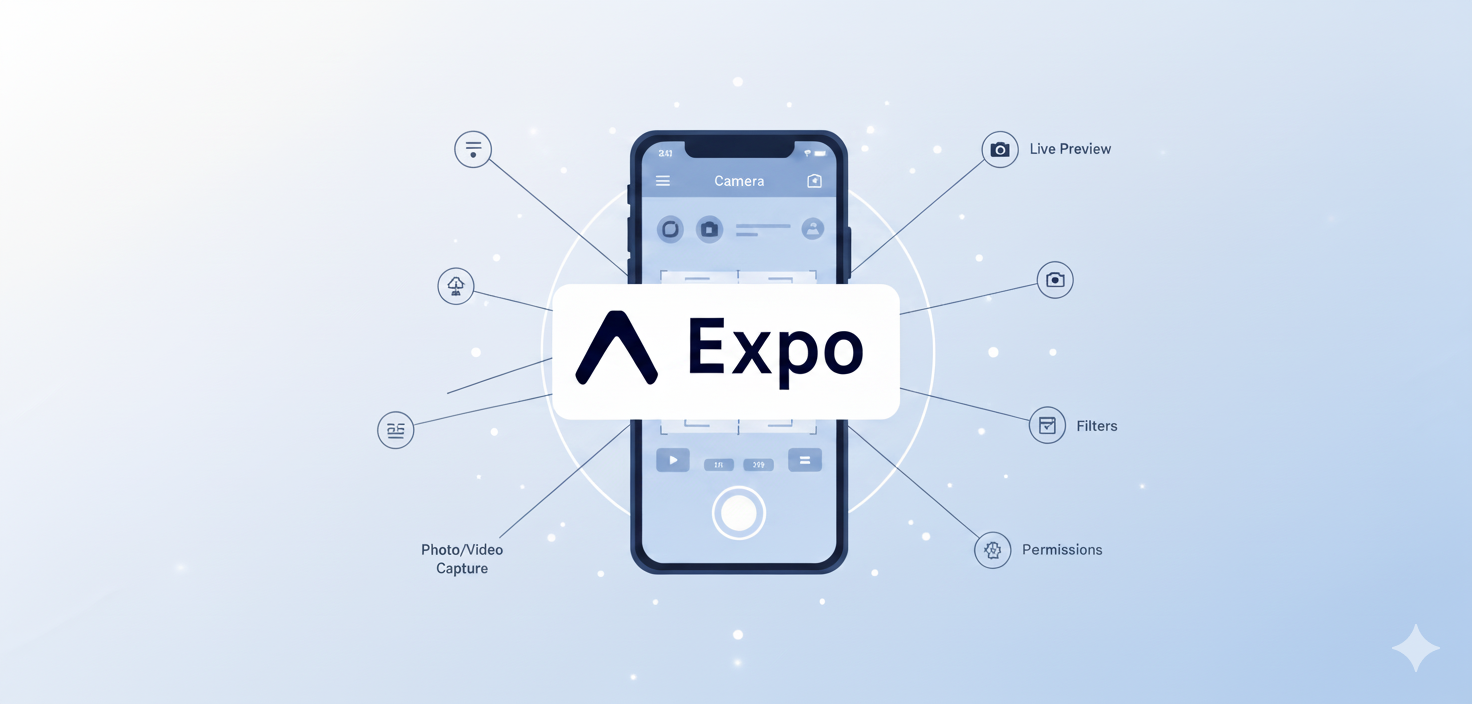 Camera
Live Preview
Expo
Filters
Photo/Video
Capture
Permissions